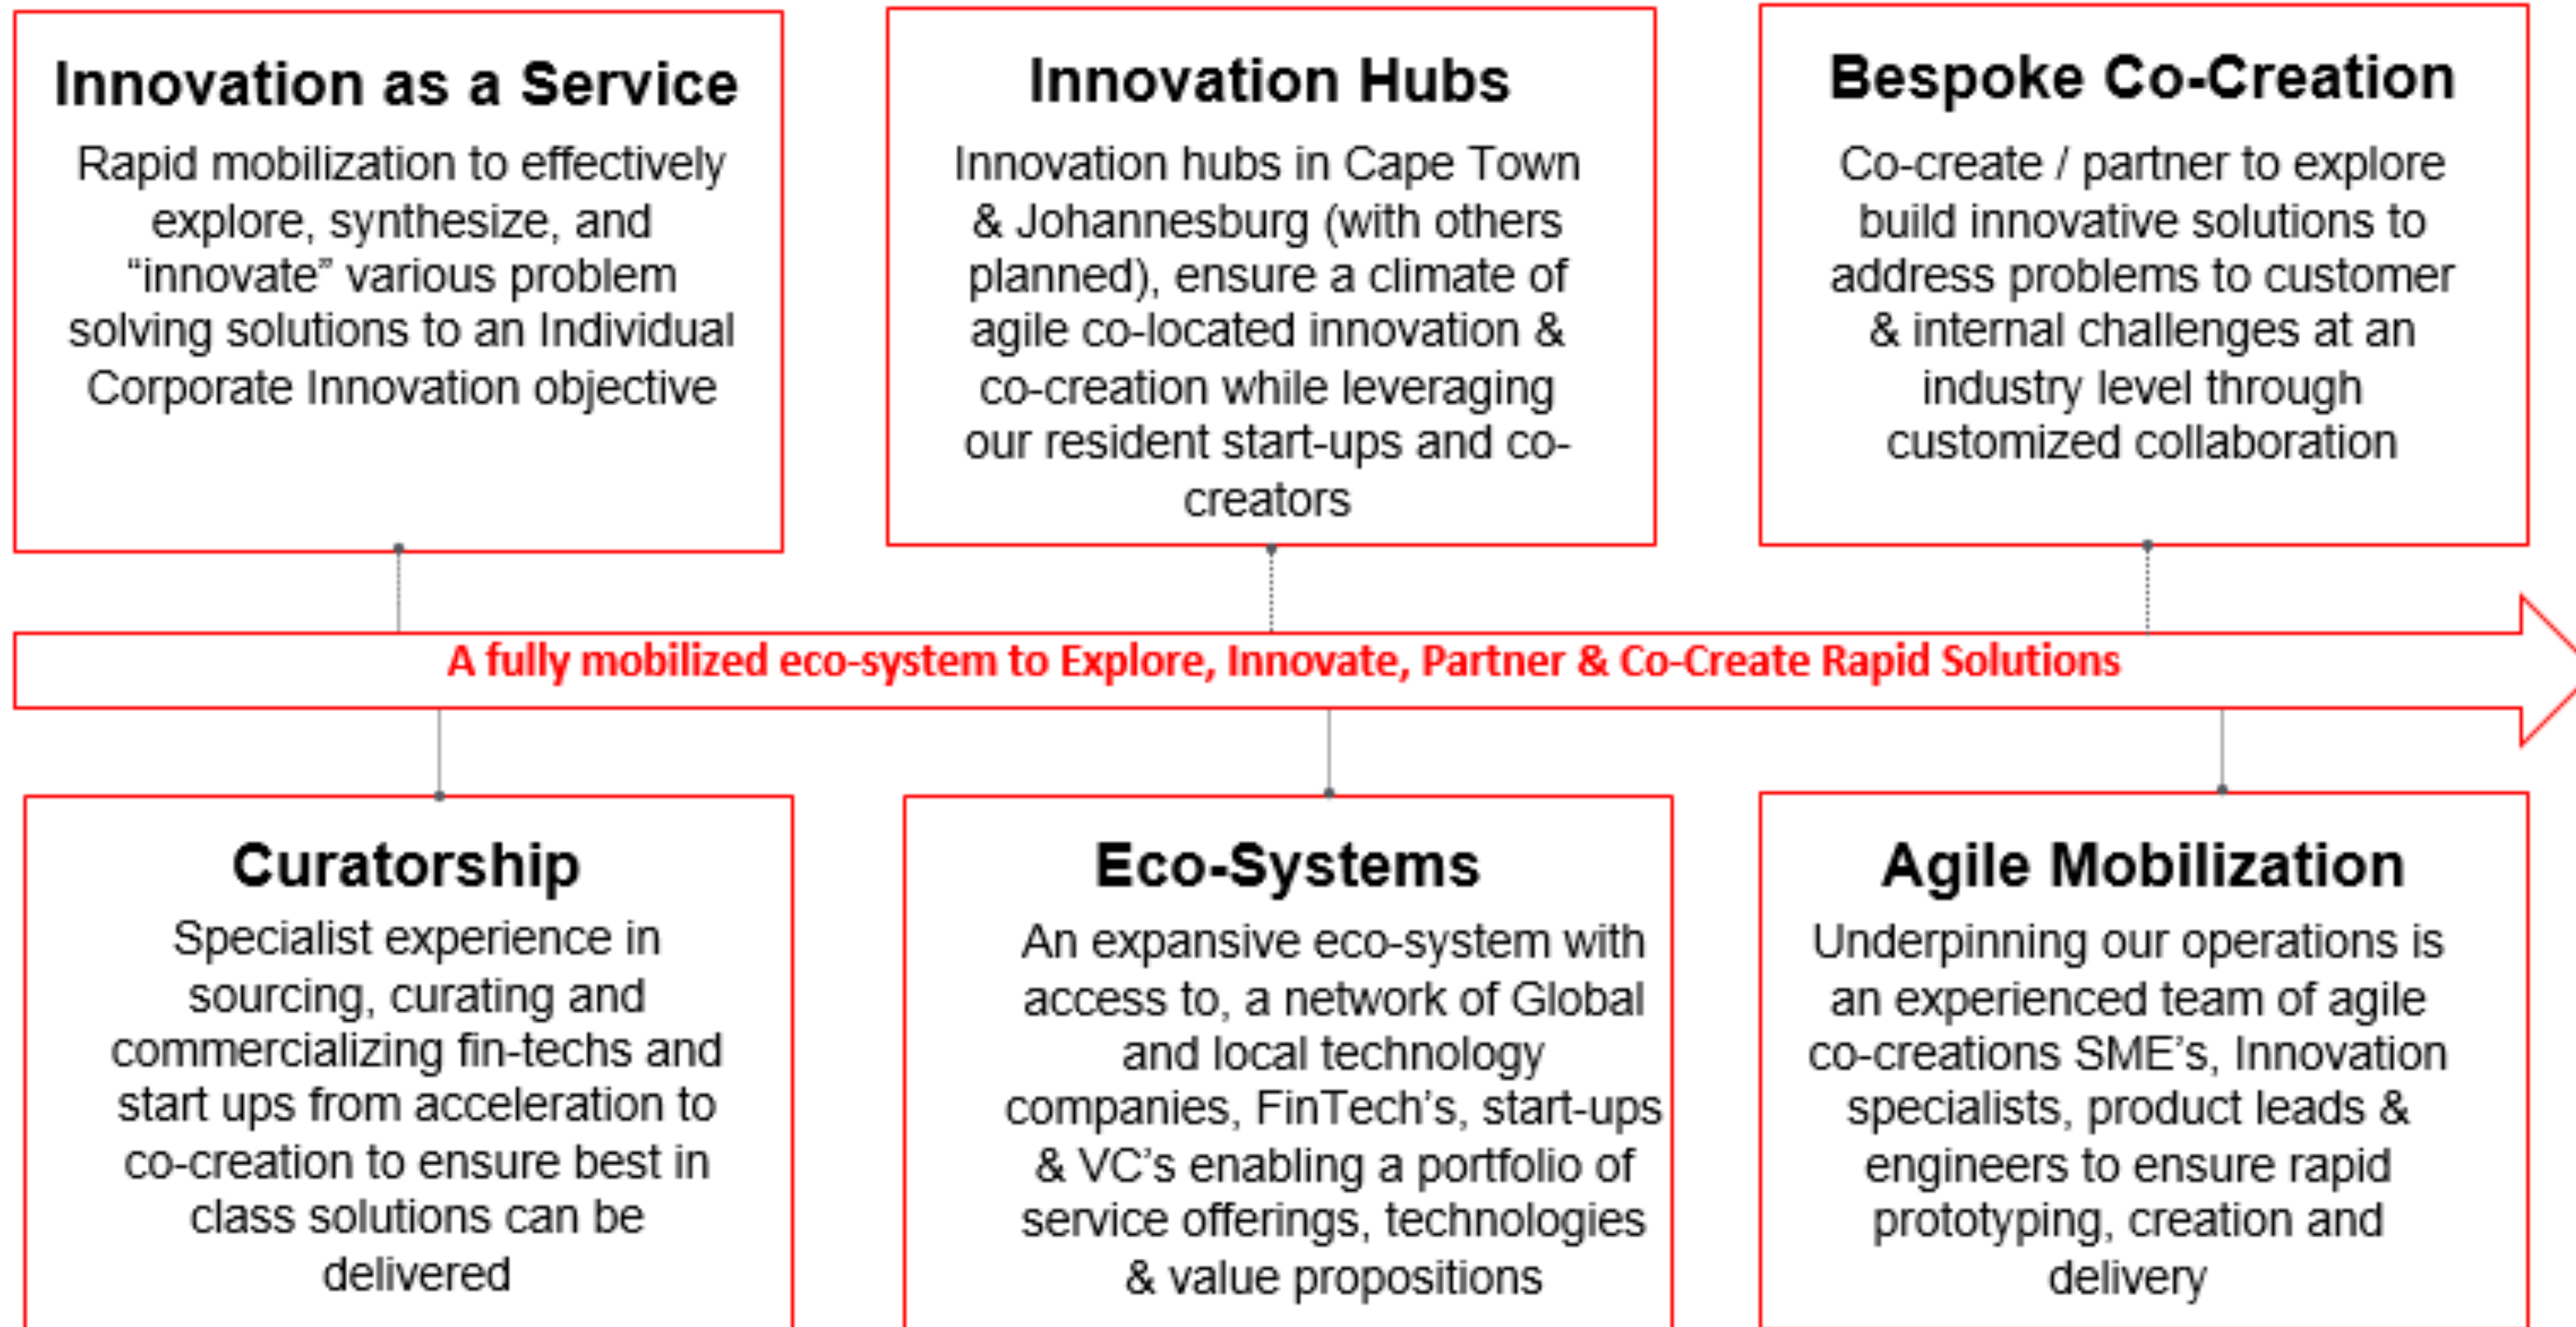 Innovation as a Service
Rapid mobilization to effectively
explore, synthesize, and
“innovate” various problem
solving solutions to an Individual
Corporate Innovation objective
Innovation Hubs
Innovation hubs in Cape Town
& Johannesburg (with others
planned), ensure a climate of
agile co-located innovation &
co-creation while leveraging
our resident start-ups and co-
creators
Bespoke Co-Creation
Co-create / partner to explore
build innovative solutions to
address problems to customer
& internal challenges at an
industry level through
customized collaboration
A fully mobilized eco-system to Explore, Innovate, Partner & Co-Create Rapid Solutions
Curatorship
Specialist experience in
sourcing, curating and
commercializing fin-techs and
start ups from acceleration to
co-creation to ensure best in
class solutions can be
delivered
Eco-Systems
An expansive eco-system with
access to, a network of Global
and local technology
companies, FinTech’s, start-ups
& VC’s enabling a portfolio of
service offerings, technologies
& value propositions
Agile Mobilization
Underpinning our operations is
an experienced team of agile
co-creations SME’s, Innovation
specialists, product leads &
engineers to ensure rapid
prototyping, creation and
delivery